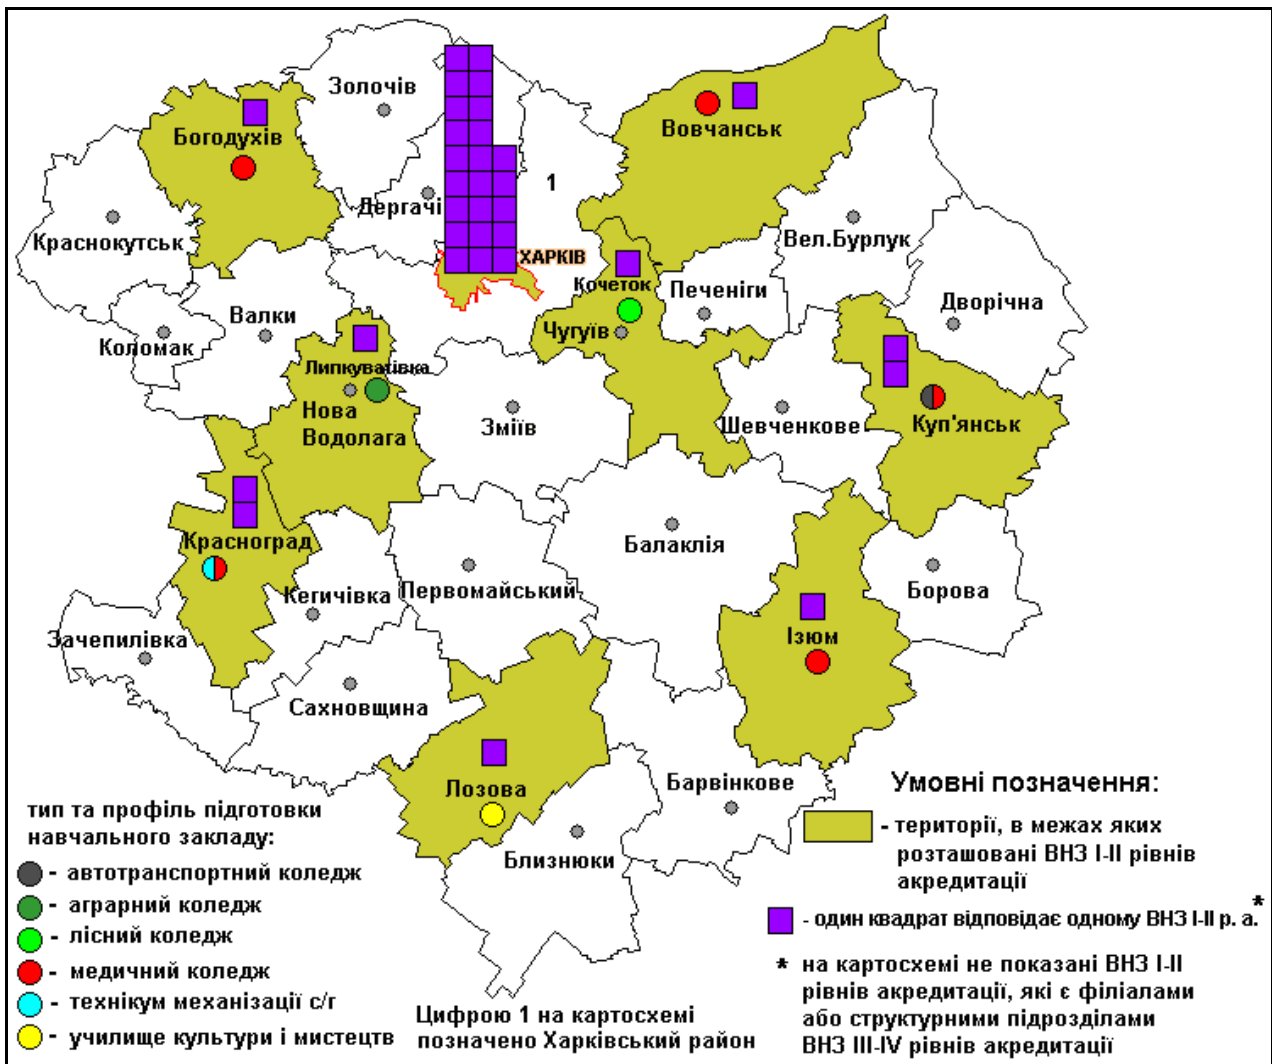 Золочів
Богодухів
Вовчанськ
1
Дергачі
Краснокутськ
Вел.Бурлук
ХАРКІВ
Кочеток
Печеніги
Дворічна
Валки
Чугуїв
Коломак
Липкуватівка
Нова
Водолага
Зміїв
Шевченкове
Куп'янськ
Красноград
Балаклія
Кегичівка
Первомайський
Борова
Зачепилівка
Ізюм
Сахновщина
Лозова
Барвінкове
Близнюки
тип та профіль підготовки
навчального закладу:
- автотранспортний коледж
- аграрний коледж
- лісний коледж
- медичний коледж
- технікум механізації с/г
- училище культури і мистецтв
Цифрою 1 на картосхемі
позначено Харківський район
Умовні позначення:
- території, в межах яких
розташовані ВНЗ І-ІІ рівнів
акредитації
- один квадрат відповідає одному ВНЗ І-ІІ р. а.*
* на картосхемі не показані ВНЗ І-ІІ
рівнів акредитації, які є філіалами
або структурними підрозділами
ВНЗ ІІІ-IV рівнів акредитації